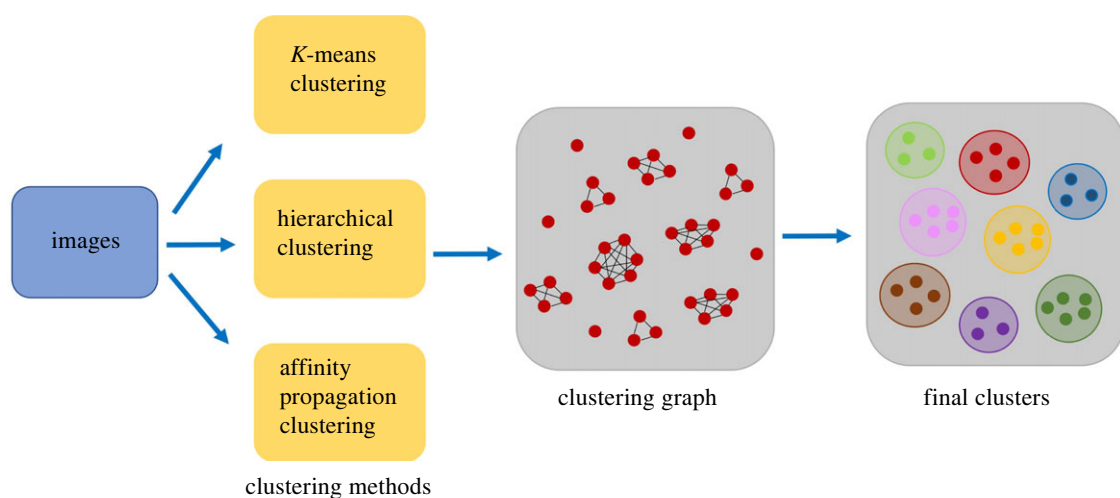 images
K-means
clustering
hierarchical
clustering
affinity
propagation
clustering
clustering methods
clustering graph
final clusters